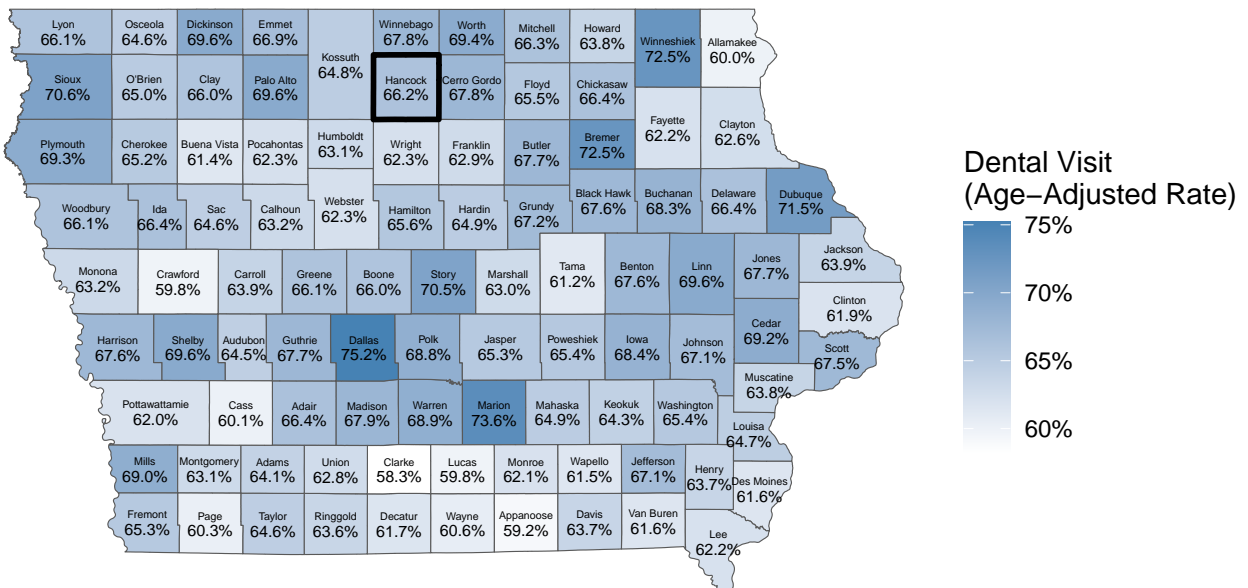 Lyon
66.1%
Osceola
64.6%
Dickinson
69.6%
Emmet
66.9%
Kossuth
64.8%
Winnebago
67.8%
Worth
69.4%
Mitchell
66.3%
Howard
63.8%
Winneshiek
72.5%
Allamakee
60.0%
Sioux
70.6%
O'Brien
65.0%
Clay
66.0%
Palo Alto
69.6%
Hancock
66.2%
Cerro Gordo
67.8%
Floyd
65.5%
Chickasaw
66.4%
Fayette
62.2%
Clayton
62.6%
Plymouth
69.3%
Cherokee
65.2%
Buena Vista
61.4%
Pocahontas
62.3%
Humboldt
63.1%
Wright
62.3%
Franklin
62.9%
Butler
67.7%
Bremer
72.5%
Woodbury
66.1%
Ida
66.4%
Sac
64.6%
Calhoun
63.2%
Webster
62.3%
Hamilton
65.6%
Hardin
64.9%
Grundy
67.2%
Black Hawk
67.6%
Buchanan
68.3%
Delaware
66.4%
Dubuque
71.5%
Monona
63.2%
Crawford
59.8%
Carroll
63.9%
Greene
66.1%
Boone
66.0%
Story
70.5%
Marshall
63.0%
Tama
61.2%
Benton
67.6%
Linn
69.6%
Jones
67.7%
Jackson
63.9%
Clinton
61.9%
Harrison
67.6%
Shelby
69.6%
Audubon
64.5%
Guthrie
67.7%
Dallas
75.2%
Polk
68.8%
Jasper
65.3%
Poweshiek
65.4%
Iowa
68.4%
Johnson
67.1%
Cedar
69.2%
Scott
67.5%
Muscatine
63.8%
Pottawattamie
62.0%
Cass
60.1%
Adair
66.4%
Madison
67.9%
Warren
68.9%
Marion
73.6%
Mahaska
64.9%
Keokuk
64.3%
Washington
65.4%
Louisa
64.7%
Mills
69.0%
Montgomery
63.1%
Adams
64.1%
Union
62.8%
Clarke
58.3%
Lucas
59.8%
Monroe
62.1%
Wapello
61.5%
Jefferson
67.1%
Henry
63.7%
Des Moines
61.6%
Fremont
65.3%
Page
60.3%
Taylor
64.6%
Ringgold
63.6%
Decatur
61.7%
Wayne
60.6%
Appanoose
59.2%
Davis
63.7%
Van Buren
61.6%
Lee
62.2%
Dental Visit
(Age−Adjusted Rate)
75%
70%
65%
60%